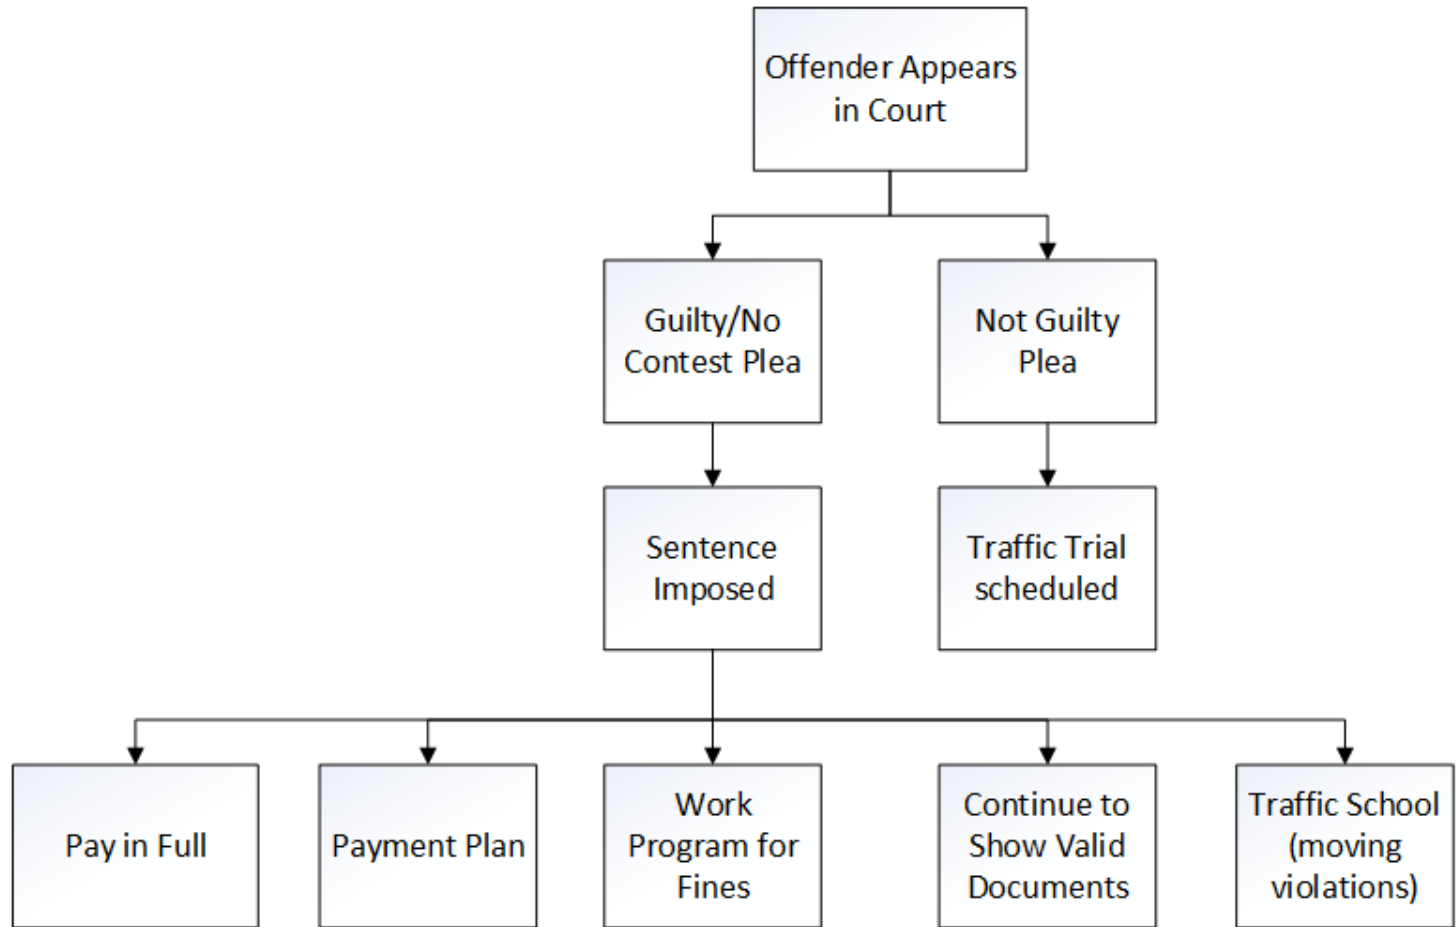 Offender Appears
in Court
Guilty/No
Contest Plea
Not Guilty
Plea
Sentence
Imposed
Traffic Trial
scheduled
Pay in Full
Payment Plan
Work
Program for
Fines
Continue to
Show Valid
Documents
Traffic School
(moving
violations)